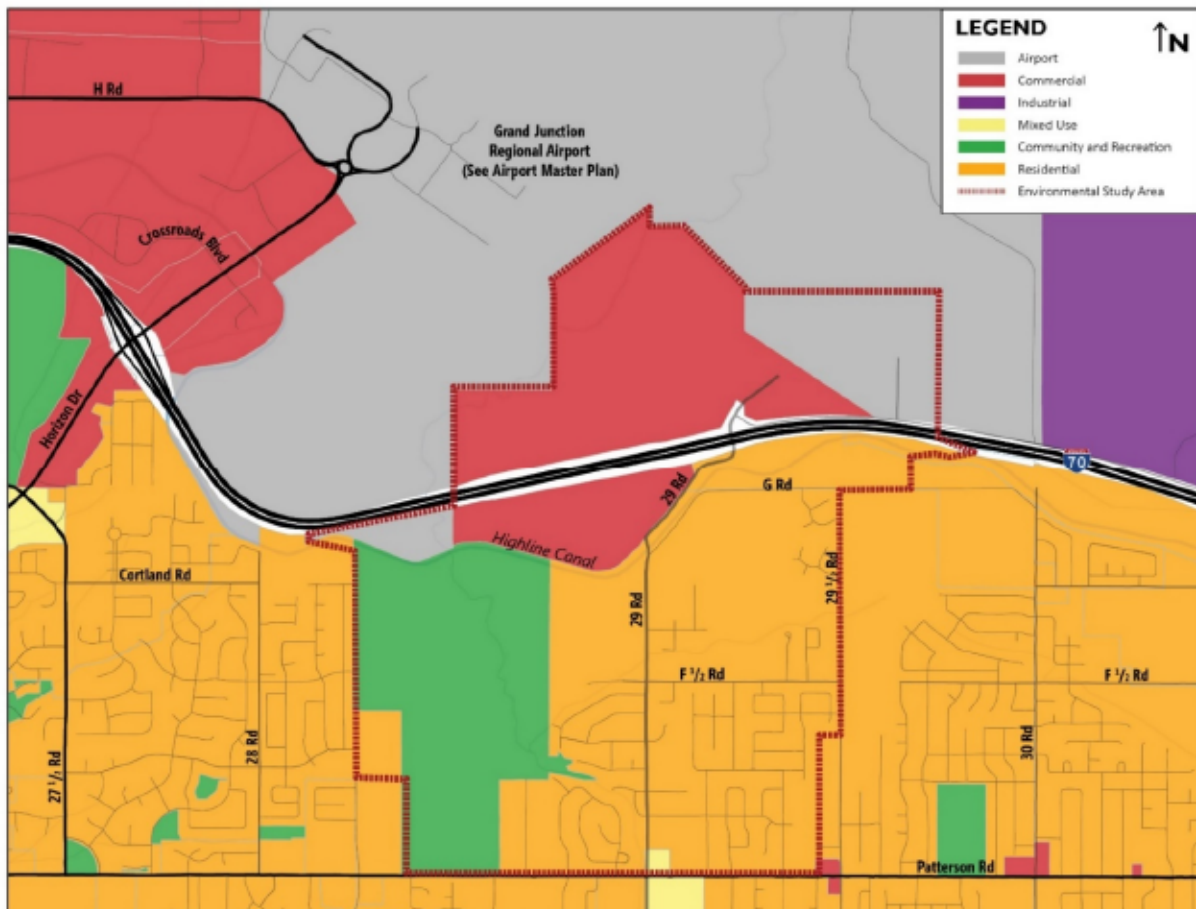 LEGEND
N
Airport
Commercial
Industrial
Mixed Use
Community and Recreation
Residential
Environmental Study Area
H Rd
Grand Junction
Regional Airport
(See Airport Master Plan)
Crossroads Blvd
Horizon Dr
70
29 Rd
G Rd
Highline Canal
Cortland Rd
29 Rd
29 1/2 Rd
F 1/2 Rd
F 1/2 Rd
27 1/2 Rd
28 Rd
30 Rd
Patterson Rd